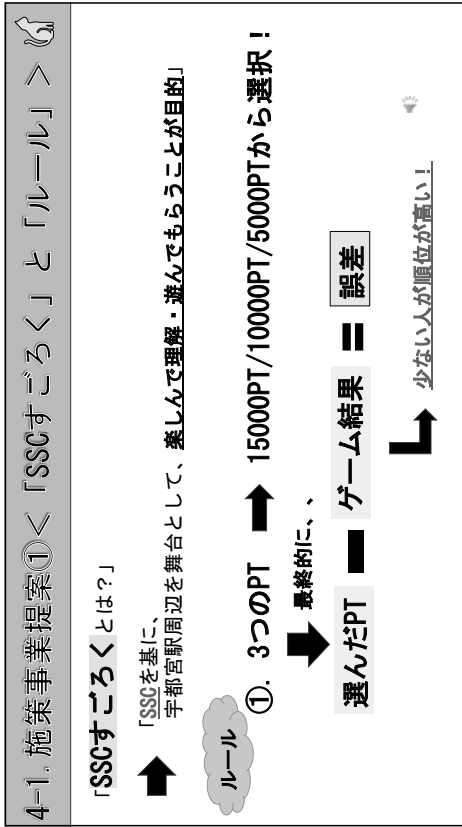 4-1. 施策事業提案①<「SSCすごろく」と「ルール」>
「SSCすごろくとは？」
「SSCを基に、
宇都宮駅周辺を舞台として、楽しんで理解・遊んでもらうことが目的」
ルール
①. 3つのPT 15000PT/10000PT/5000PTから選択！
最終的に、、
選んだPT ー ゲーム結果 = 誤差
少ない人が順位が高い！